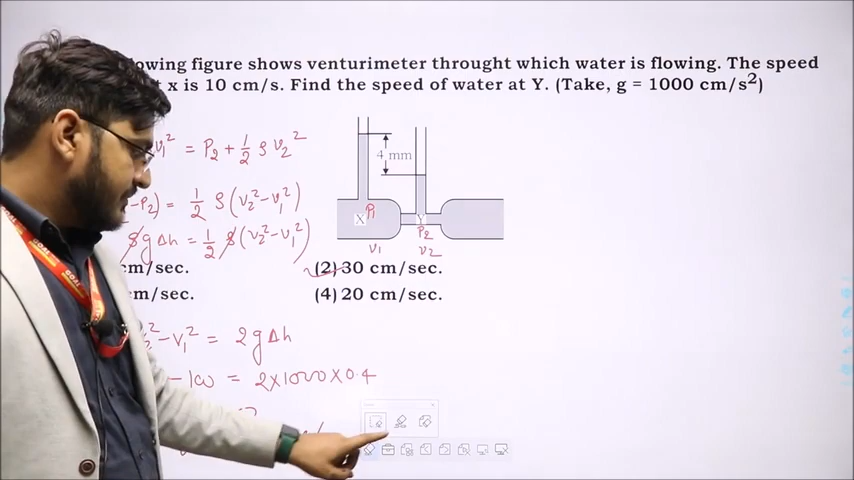 owing figure shows venturimeter throught which water is flowing. The speed
t x is 10 cm/s. Find the speed of water at Y. (Take, g = 1000 cm/s²)
v₁² = P₂ + 1/2 ρ v₂²
-P₂) = 1/2 ρ(v₂² - v₁²)
ρgΔh = 1/2 ρ(v₂² - v₁²)
4 mm
X P₁ Y
P₂
v₁ v₂
cm/sec. (2) 30 cm/sec.
m/sec. (4) 20 cm/sec.
₂² - v₁² = 2gΔh
- 100 = 2×1000×0.4
GOAL